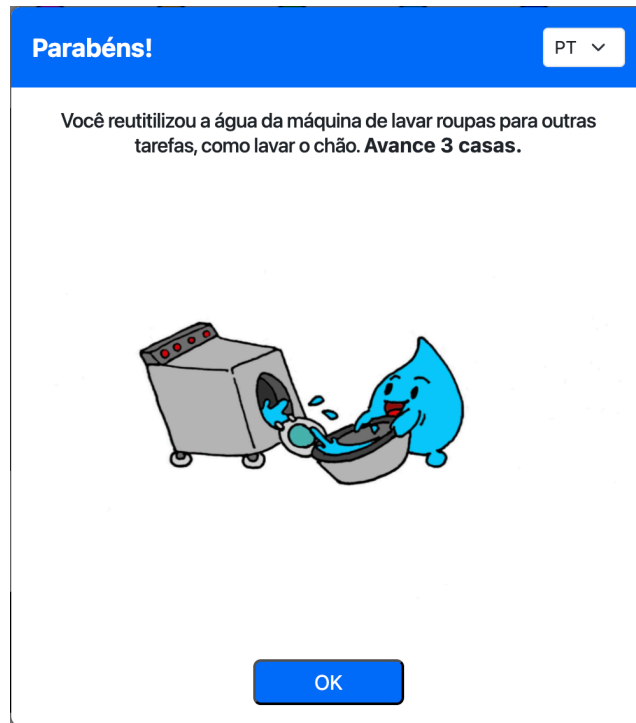 Parabéns!
PT
Você reutitilizou a água da máquina de lavar roupas para outras
tarefas, como lavar o chão. Avance 3 casas.
OK